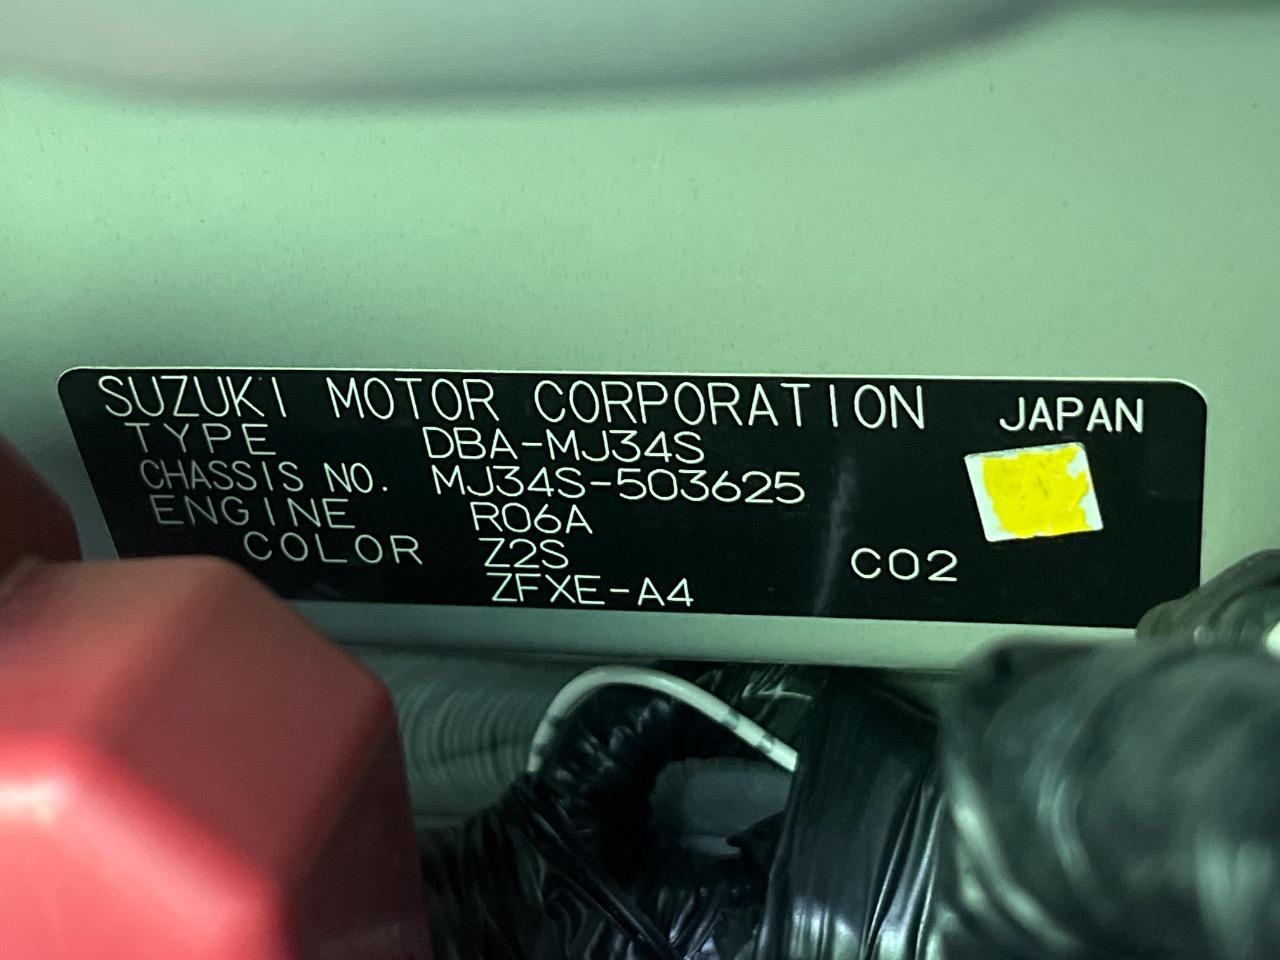 SUZUKI MOTOR CORPORATION JAPAN
TYPE DBA-MJ34S
CHASSIS NO. MJ34S-503625
ENGINE R06A
COLOR Z2S C02
ZFXE-A4